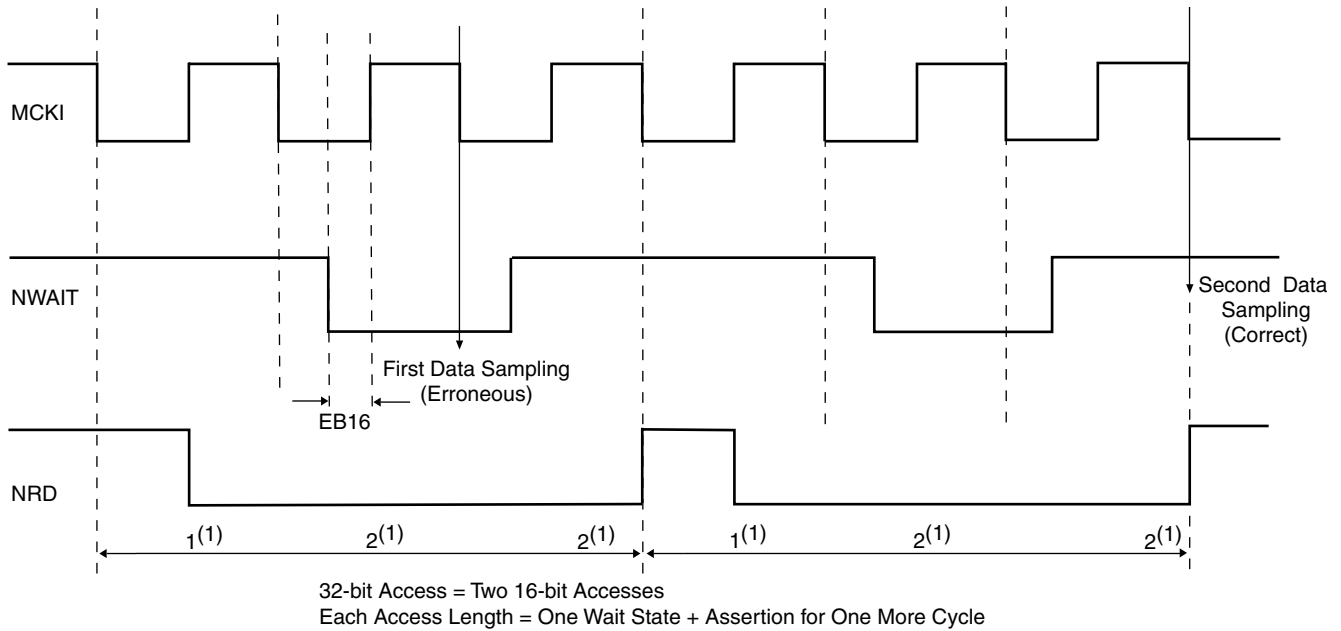 MCKI
NWAIT
Second Data
Sampling
(Correct)
First Data Sampling
(Erroneous)
EB16
NRD
1(1) 2(1) 2(1) 1(1) 2(1) 2(1)
32-bit Access = Two 16-bit Accesses
Each Access Length = One Wait State + Assertion for One More Cycle